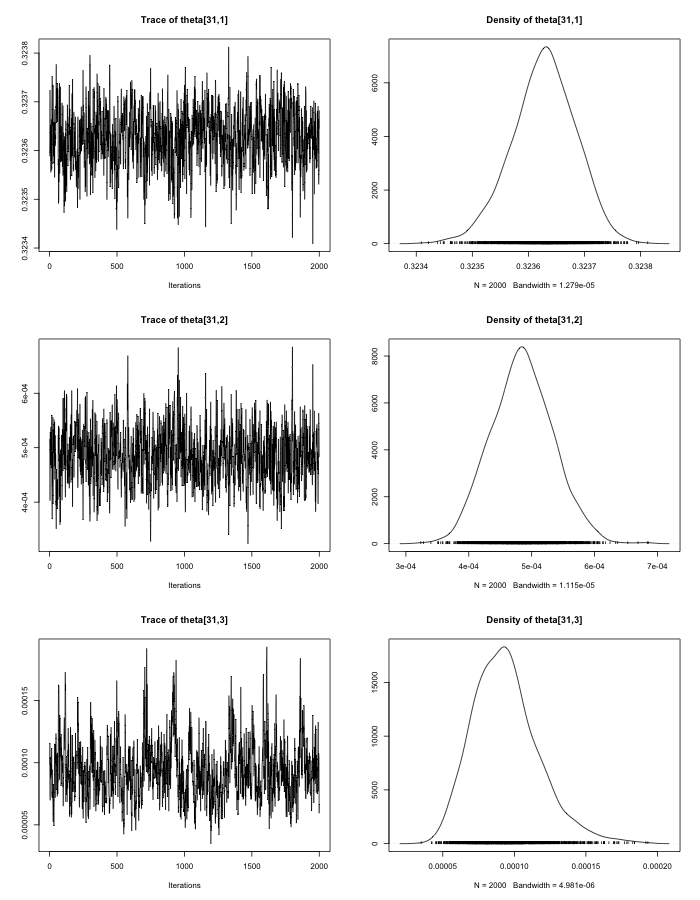 Trace of theta[31,1]
0.3234 0.3235 0.3236 0.3237 0.3238
0 500 1000 1500 2000
Iterations
Density of theta[31,1]
0 2000 4000 6000
0.3234 0.3235 0.3236 0.3237 0.3238
N = 2000 Bandwidth = 1.279e-05
Trace of theta[31,2]
4e-04 5e-04 6e-04
0 500 1000 1500 2000
Iterations
Density of theta[31,2]
0 2000 4000 6000 8000
3e-04 4e-04 5e-04 6e-04 7e-04
N = 2000 Bandwidth = 1.115e-05
Trace of theta[31,3]
0.00005 0.00010 0.00015
0 500 1000 1500 2000
Iterations
Density of theta[31,3]
0 5000 10000 15000
0.00005 0.00010 0.00015 0.00020
N = 2000 Bandwidth = 4.981e-06